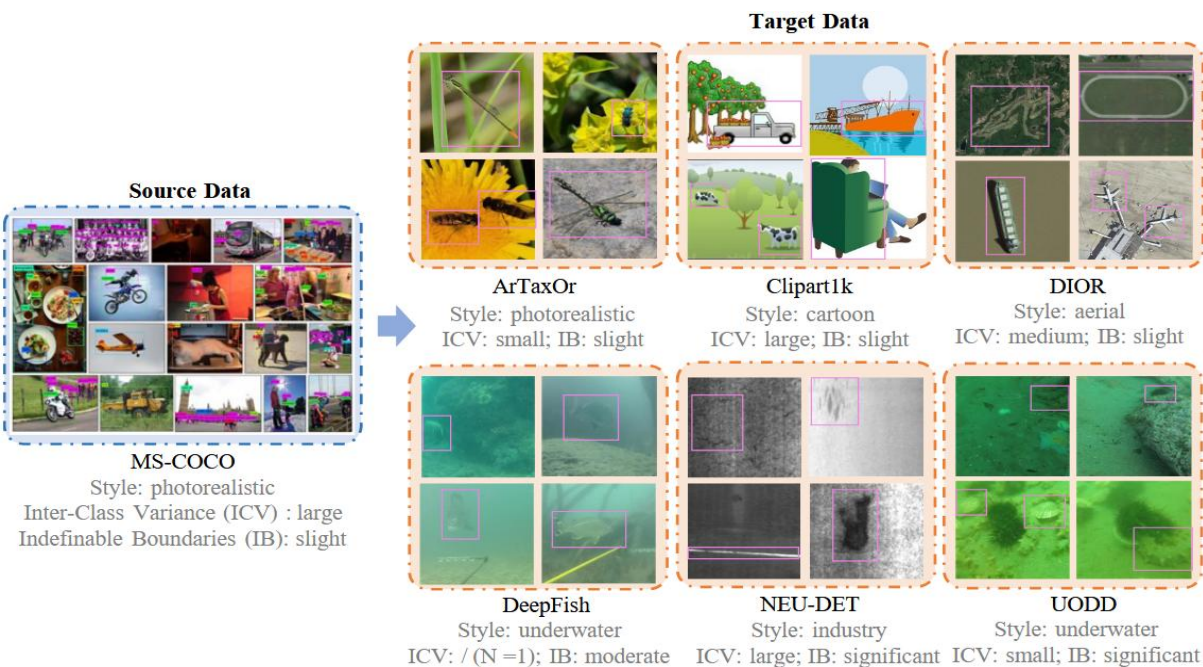 Target Data
Source Data
MS-COCO
Style: photorealistic
Inter-Class Variance (ICV) : large
Indefinable Boundaries (IB): slight
ArTaxOr
Style: photorealistic
ICV: small; IB: slight
Clipart1k
Style: cartoon
ICV: large; IB: slight
DIOR
Style: aerial
ICV: medium; IB: slight
DeepFish
Style: underwater
ICV: / (N =1); IB: moderate
NEU-DET
Style: industry
ICV: large; IB: significant
UODD
Style: underwater
ICV: small; IB: significant